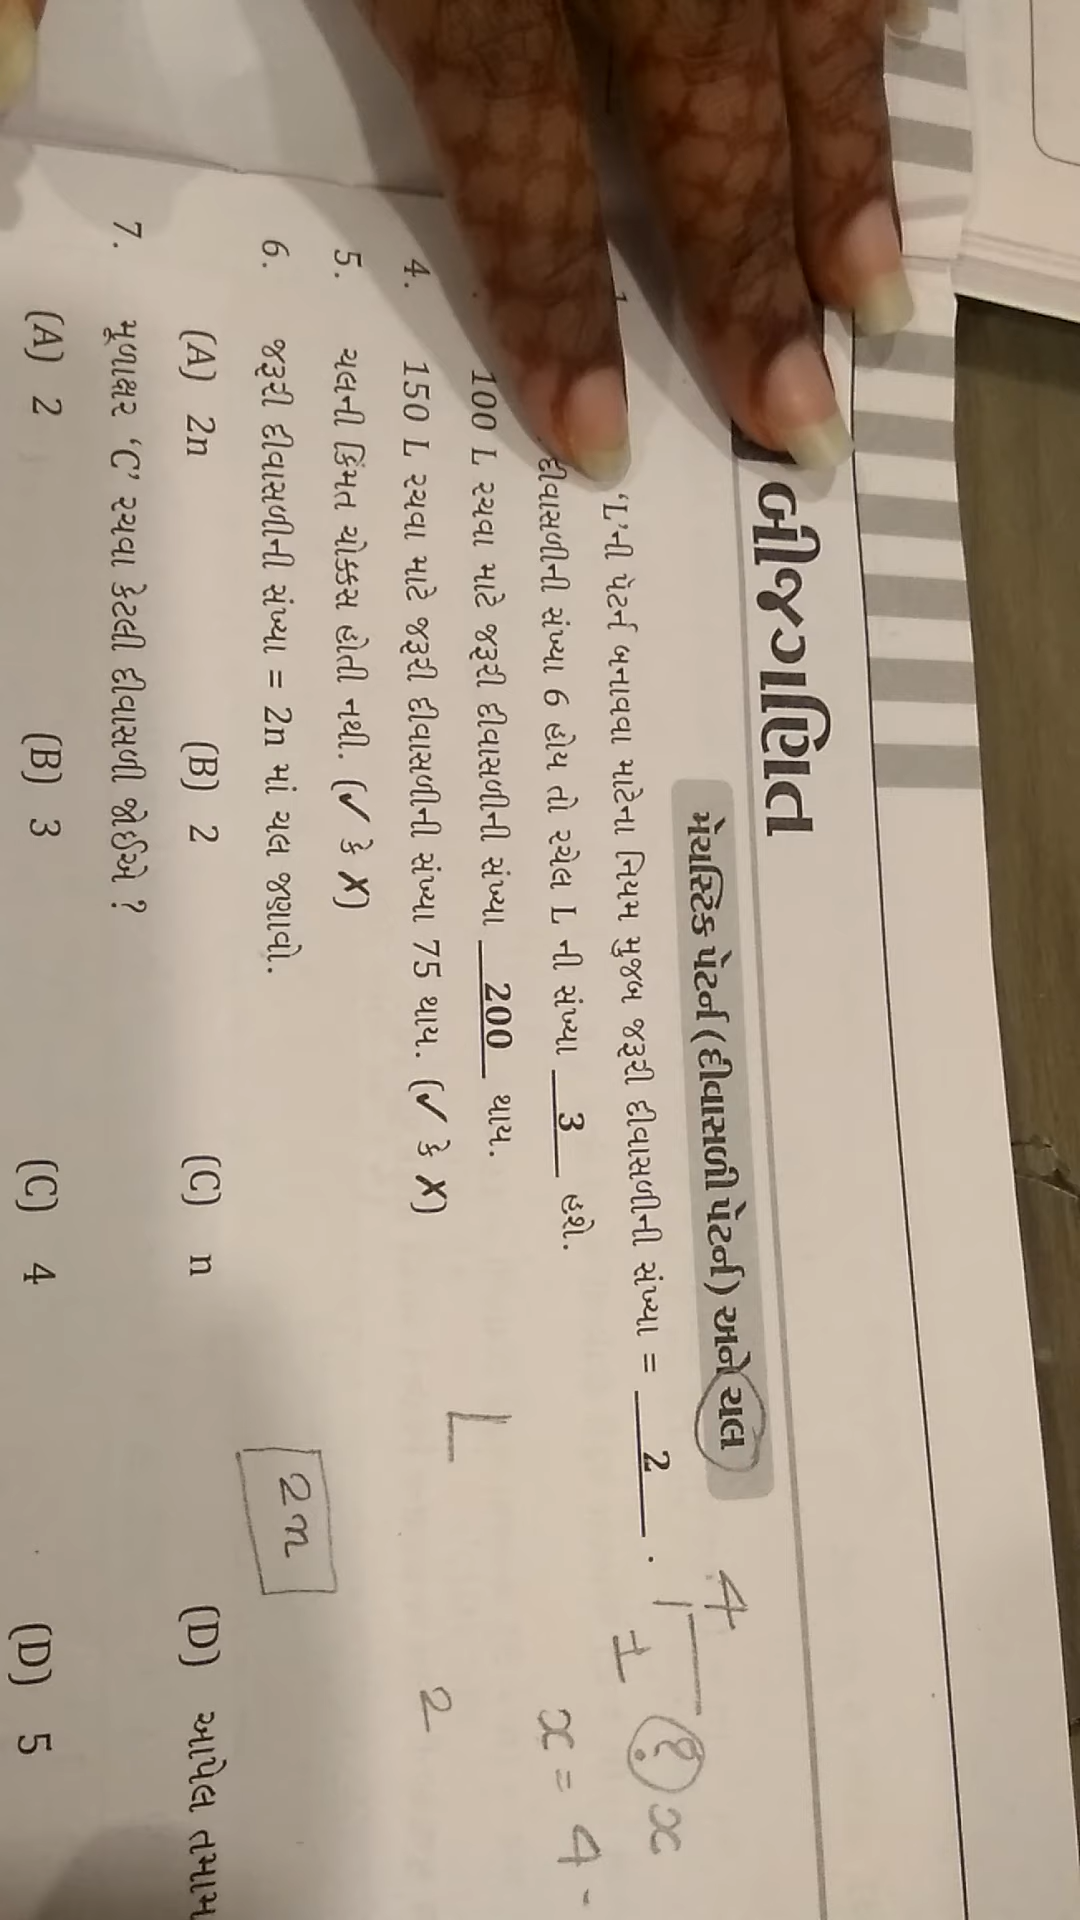 બીજગણિત
મેચસ્ટિક પેટર્ન (દીવાસળી પેટર્ન) અને ચલ
'L'ની પેટર્ન બનાવવા માટેના નિયમ મુજબ જરૂરી દીવાસળીની સંખ્યા = 2 .
દીવાસળીની સંખ્યા 6 હોય તો રચેલ L ની સંખ્યા 3 હશે.
100 L રચવા માટે જરૂરી દીવાસળીની સંખ્યા 200 થાય.
4. 150 L રચવા માટે જરૂરી દીવાસળીની સંખ્યા 75 થાય. (✓ કે X)
5. ચલની કિંમત ચોક્કસ હોતી નથી. (✓ કે X)
6. જરૂરી દીવાસળીની સંખ્યા = 2n માં ચલ જણાવો.
(A) 2n (B) 2 (C) n (D) આપેલ તમામ
7. મૂળાક્ષર 'C' રચવા કેટલી દીવાસળી જોઈએ ?
(A) 2 (B) 3 (C) 4 (D) 5
4
? x
x = 4
L
2
2n